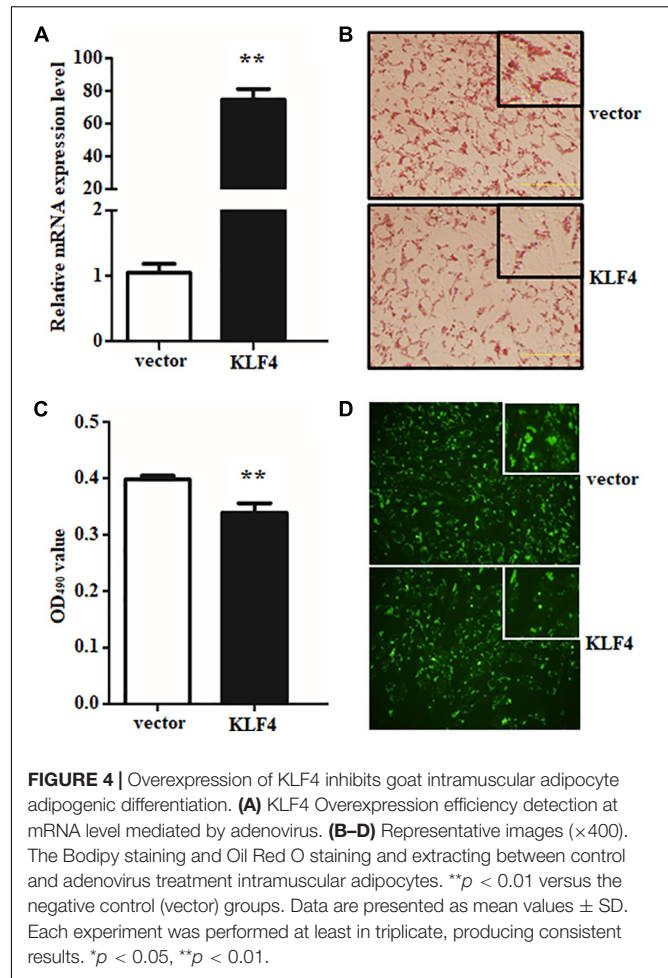 A
Relative mRNA expression level
100
80
60
40
20
2
1
0
**
vector
KLF4
B
vector
KLF4
C
OD490 value
0.5
0.4
0.3
0.2
0.1
0.0
**
vector
KLF4
D
vector
KLF4
FIGURE 4 | Overexpression of KLF4 inhibits goat intramuscular adipocyte
adipogenic differentiation. (A) KLF4 Overexpression efficiency detection at
mRNA level mediated by adenovirus. (B–D) Representative images (×400).
The Bodipy staining and Oil Red O staining and extracting between control
and adenovirus treatment intramuscular adipocytes. **p < 0.01 versus the
negative control (vector) groups. Data are presented as mean values ± SD.
Each experiment was performed at least in triplicate, producing consistent
results. *p < 0.05, **p < 0.01.